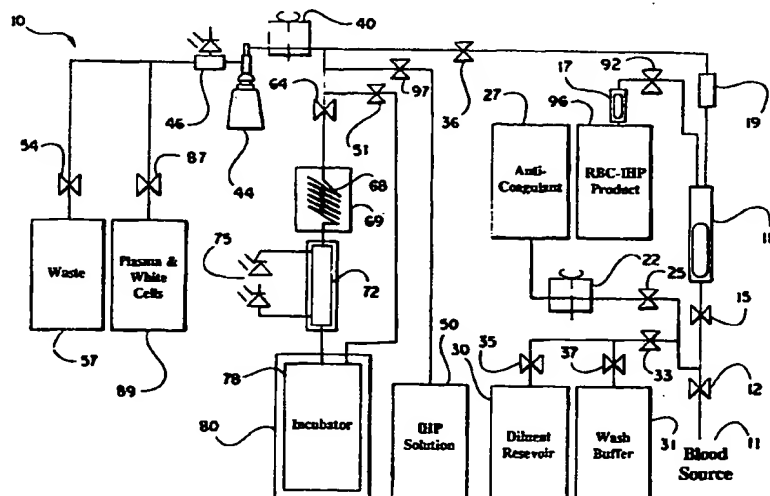 10
40
46
64
97
51
36
27
17
92
96
19
54
87
44
68
69
Anti-
Coagulant
RBC-IHP
Product
22
25
15
12
Waste
Plasma &
White
Cells
75
72
57
89
78
80
Incubator
50
IHP
Solution
35
30
37
33
Diluent
Resevoir
Wash
Buffer
31
11
Blood
Source